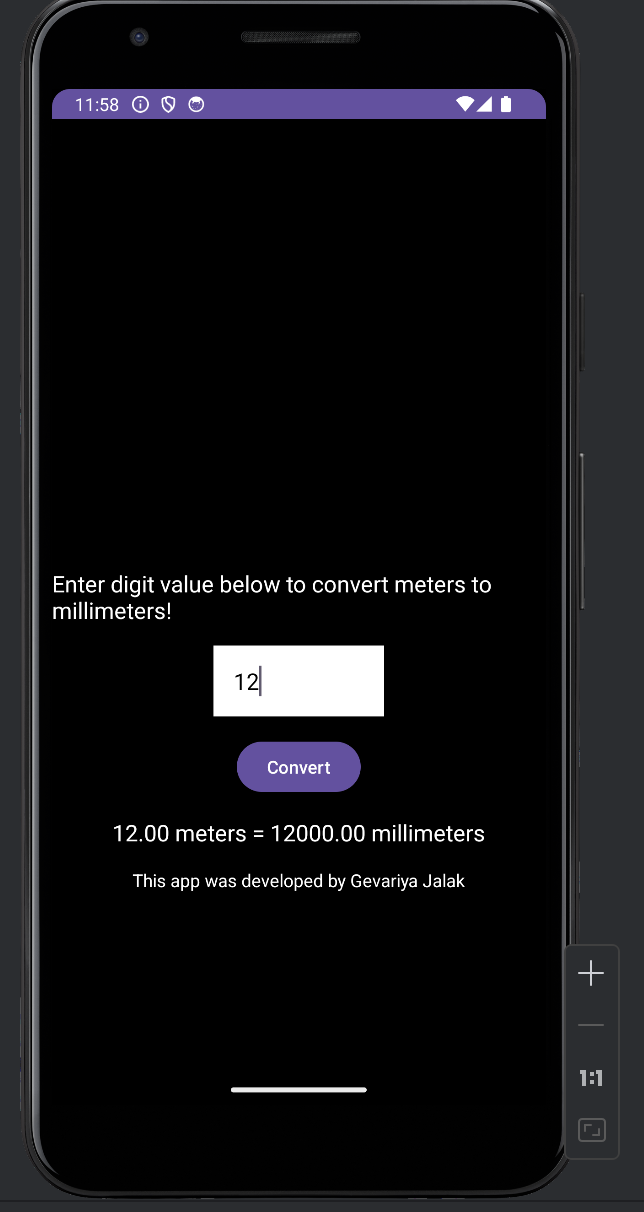 11:58
Enter digit value below to convert meters to
millimeters!
12
Convert
12.00 meters = 12000.00 millimeters
This app was developed by Gevariya Jalak
1:1